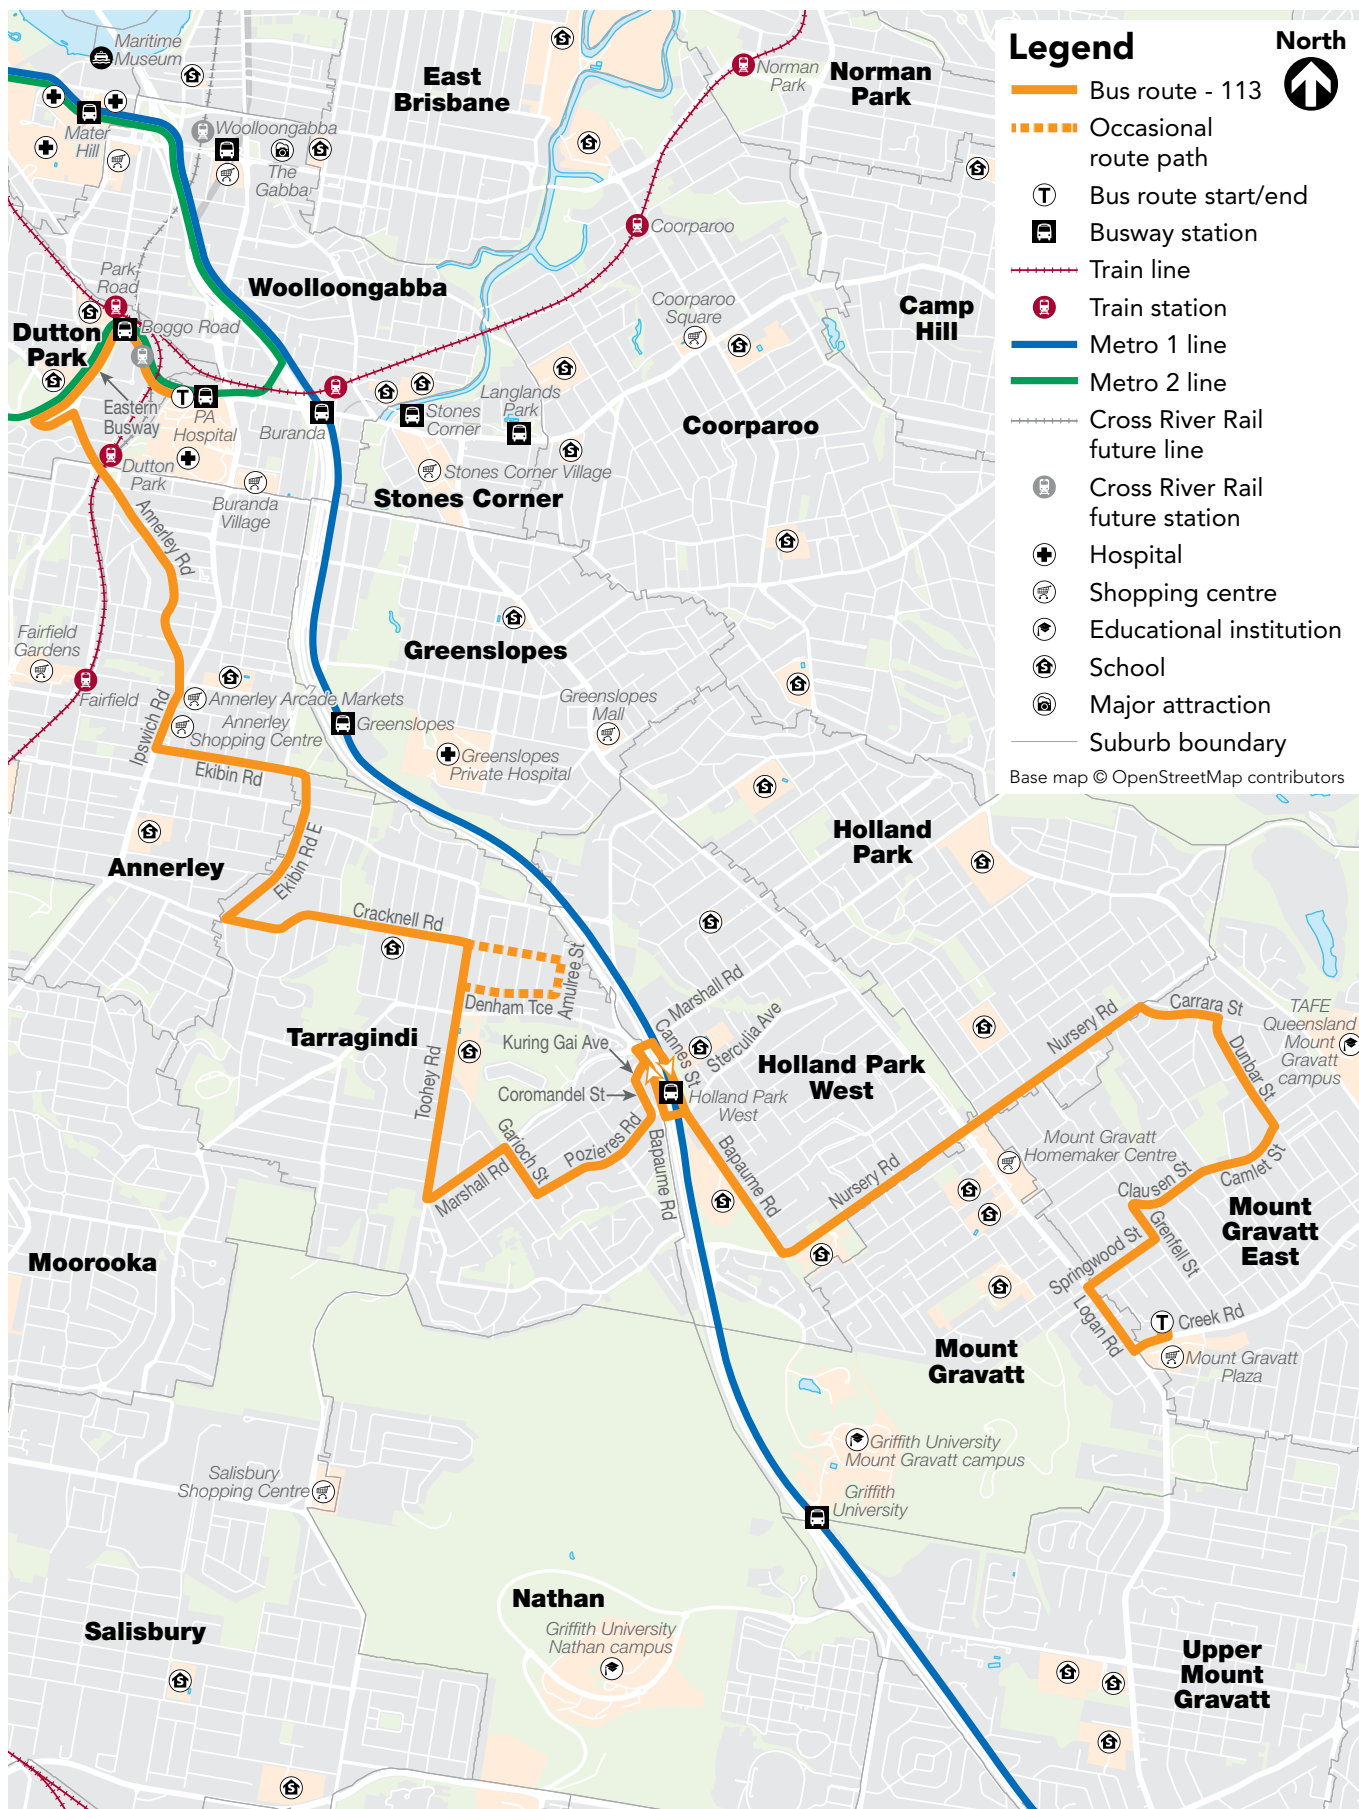 Legend
North
Bus route - 113
Occasional
route path
T
Bus route start/end
Busway station
Train line
Train station
Metro 1 line
Metro 2 line
Cross River Rail
future line
Cross River Rail
future station
Hospital
Shopping centre
Educational institution
School
Major attraction
Suburb boundary
Base map © OpenStreetMap contributors
Maritime
Museum
East
Brisbane
Norman
Park
Norman
Park
Mater
Hill
Woolloongabba
The
Gabba
Coorparoo
Park
Road
Woolloongabba
Coorparoo
Square
Camp
Hill
Dutton
Park
Boggo Road
Eastern
Busway
T
PA
Hospital
Buranda
Stones
Corner
Langlands
Park
Coorparoo
Dutton
Park
Stones Corner Village
Buranda
Village
Stones Corner
Annerley Rd
Fairfield
Gardens
Greenslopes
Fairfield
Ipswich Rd
Annerley Arcade Markets
Annerley
Shopping Centre
Greenslopes
Greenslopes
Mall
Greenslopes
Private Hospital
Ekibin Rd
Annerley
Ekibin Rd E
Holland
Park
Cracknell Rd
Denham Tce
Amulree St
Marshall Rd
Cannes St
Sterculia Ave
Tarragindi
Toohey Rd
Kuring Gai Ave
Coromandel St
Holland Park
West
Holland Park
West
Nursery Rd
Carrara St
Dunbar St
TAFE
Queensland
Mount
Gravatt
campus
Garioch St
Marshall Rd
Pozieres Rd
Bapaume Rd
Bapaume Rd
Nursery Rd
Mount Gravatt
Homemaker Centre
Clausen St
Camlet St
Mount
Gravatt
East
Grenfell St
Springwood St
Logan Rd
T
Creek Rd
Mount Gravatt
Plaza
Moorooka
Mount
Gravatt
Griffith University
Mount Gravatt campus
Griffith
University
Salisbury
Shopping Centre
Nathan
Griffith University
Nathan campus
Salisbury
Upper
Mount
Gravatt